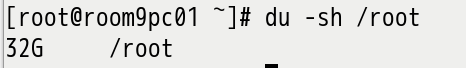 [root@room9pc01 ~]# du -sh /root
32G     /root